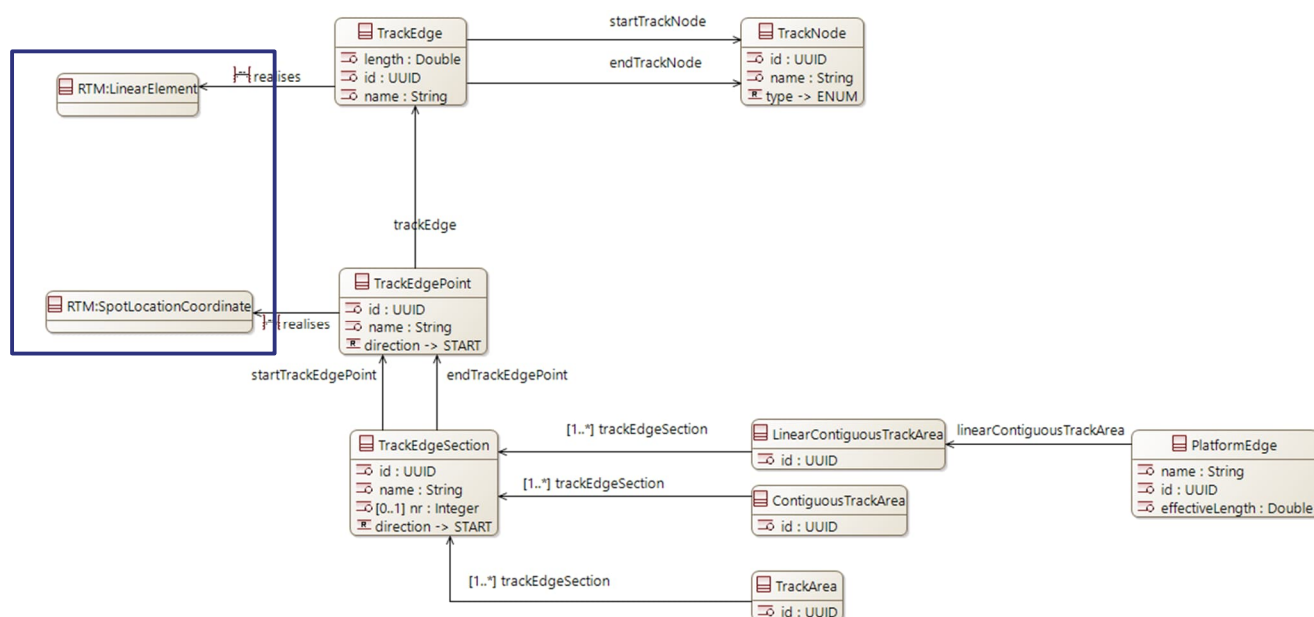 startTrackNode
TrackEdge
length : Double
id : UUID
name : String
TrackNode
id : UUID
name : String
type -> ENUM
endTrackNode
realises
RTM:LinearElement
trackEdge
TrackEdgePoint
id : UUID
name : String
direction -> START
RTM:SpotLocationCoordinate
realises
startTrackEdgePoint
endTrackEdgePoint
TrackEdgeSection
id : UUID
name : String
[0..1] nr : Integer
direction -> START
[1..*] trackEdgeSection
LinearContiguousTrackArea
id : UUID
linearContiguousTrackArea
PlatformEdge
name : String
id : UUID
effectiveLength : Double
[1..*] trackEdgeSection
ContiguousTrackArea
id : UUID
[1..*] trackEdgeSection
TrackArea
id : UUID